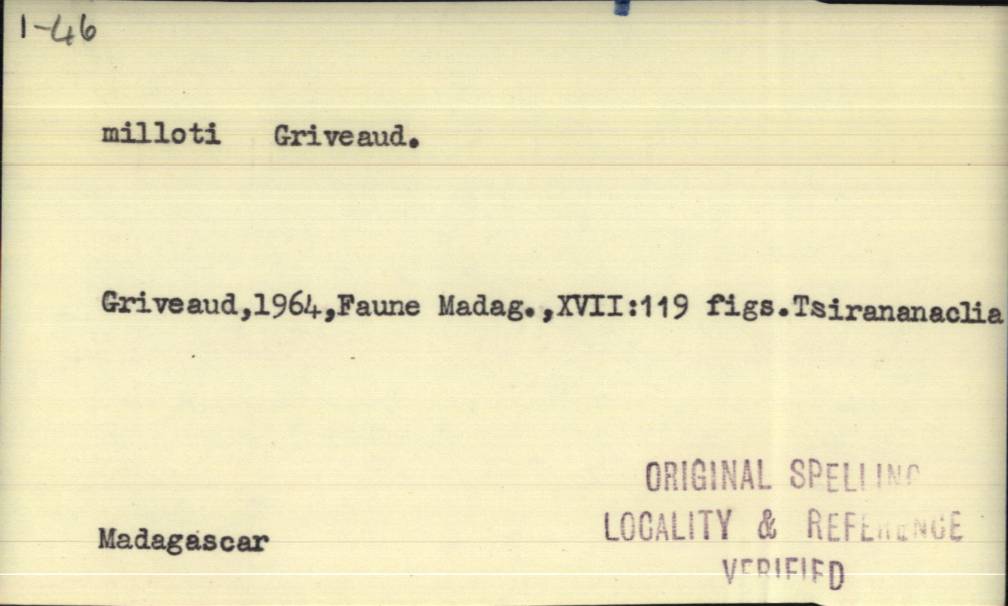 1-46
milloti Griveaud.
Griveaud,1964,Faune Madag.,XVII:119 figs.Tsirananaclia
Madagascar
ORIGINAL SPELLING
LOCALITY & REFERENCE
VERIFIED